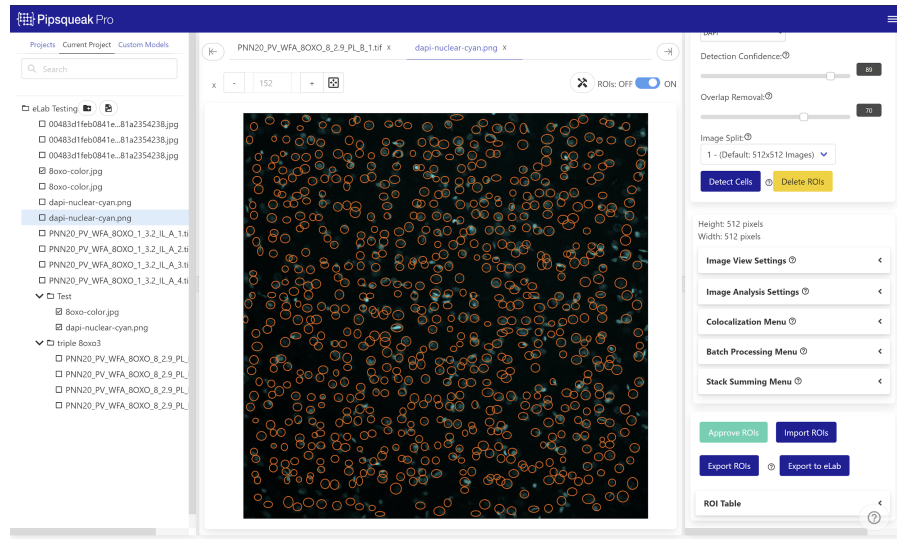 Pipsqueak Pro
Projects Current Project Custom Models
Search
eLab Testing
00483d1feb0841e...81a2354238.jpg
00483d1feb0841e...81a2354238.jpg
00483d1feb0841e...81a2354238.jpg
8oxo-color.jpg
8oxo-color.jpg
dapi-nuclear-cyan.png
dapi-nuclear-cyan.png
PNN20_PV_WFA_8OXO_1_3.2_IL_A_1.ti
PNN20_PV_WFA_8OXO_1_3.2_IL_A_2.ti
PNN20_PV_WFA_8OXO_1_3.2_IL_A_3.ti
PNN20_PV_WFA_8OXO_1_3.2_IL_A_4.ti
Test
8oxo-color.jpg
dapi-nuclear-cyan.png
triple 8oxo3
PNN20_PV_WFA_8OXO_8_2.9_PL_
PNN20_PV_WFA_8OXO_8_2.9_PL_
PNN20_PV_WFA_8OXO_8_2.9_PL_
PNN20_PV_WFA_8OXO_8_2.9_PL_
PNN20_PV_WFA_8OXO_8_2.9_PL_B_1.tif x dapi-nuclear-cyan.png x
x - 152 + ROIs: OFF ON
DAPI
Detection Confidence: ?
89
Overlap Removal: ?
70
Image Split: ?
1 - (Default: 512x512 Images)
Detect Cells ? Delete ROIs
Height: 512 pixels
Width: 512 pixels
Image View Settings ?
Image Analysis Settings ?
Colocalization Menu ?
Batch Processing Menu ?
Stack Summing Menu ?
Approve ROIs Import ROIs
Export ROIs ? Export to eLab
ROI Table
?